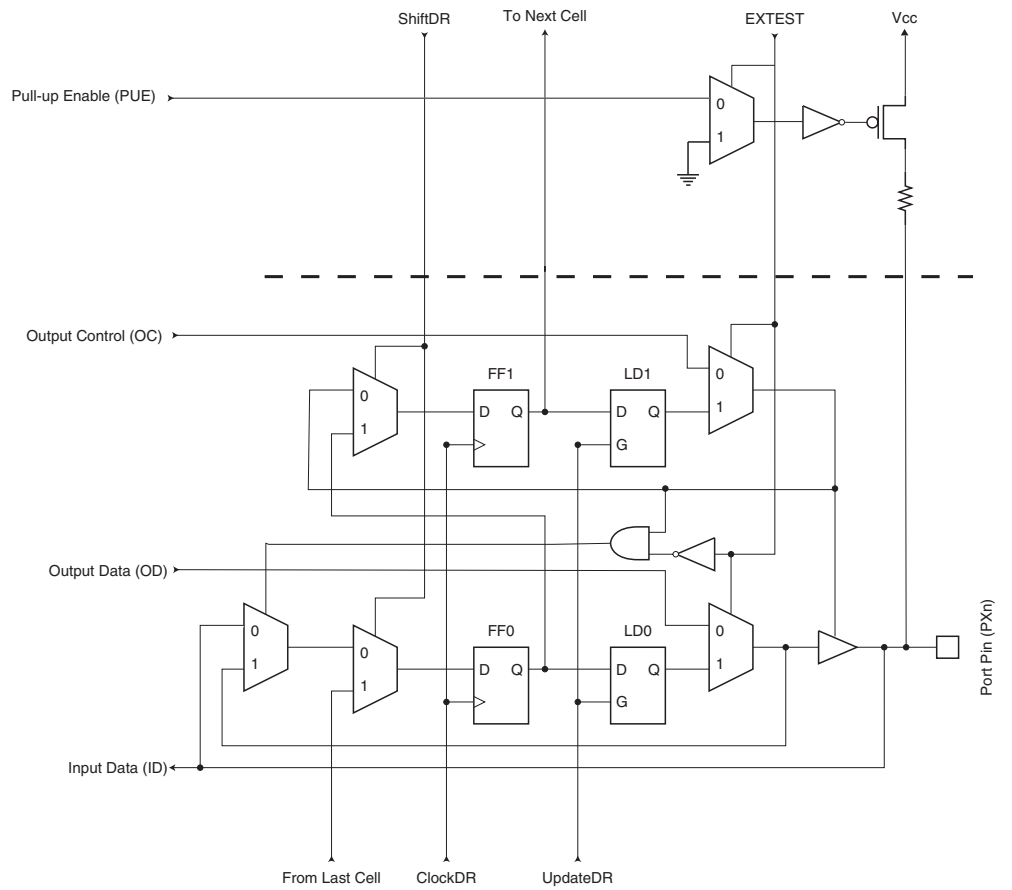 ShiftDR
To Next Cell
EXTEST
Vcc
Pull-up Enable (PUE)
0
1
Output Control (OC)
FF1
LD1
0
1
D Q
D Q
G
0
1
Output Data (OD)
FF0
LD0
0
1
0
1
D Q
D Q
G
0
1
Port Pin (PXn)
Input Data (ID)
From Last Cell
ClockDR
UpdateDR